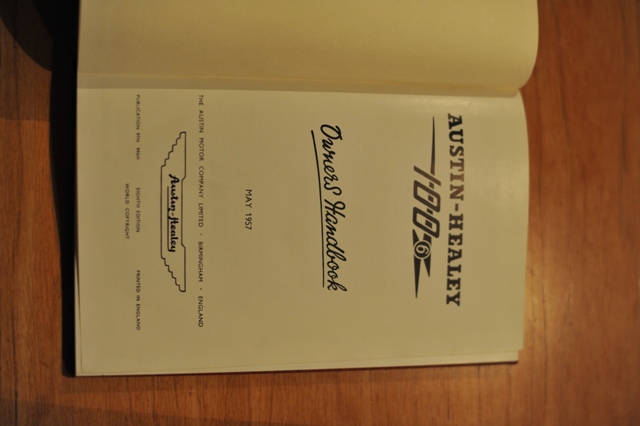 AUSTIN-HEALEY
100
6
Owners Handbook
MAY 1957
THE AUSTIN MOTOR COMPANY LIMITED · BIRMINGHAM · ENGLAND
Austin-Healey
PUBLICATION EIGHTH EDITION PRINTED IN ENGLAND
WORLD COPYRIGHT